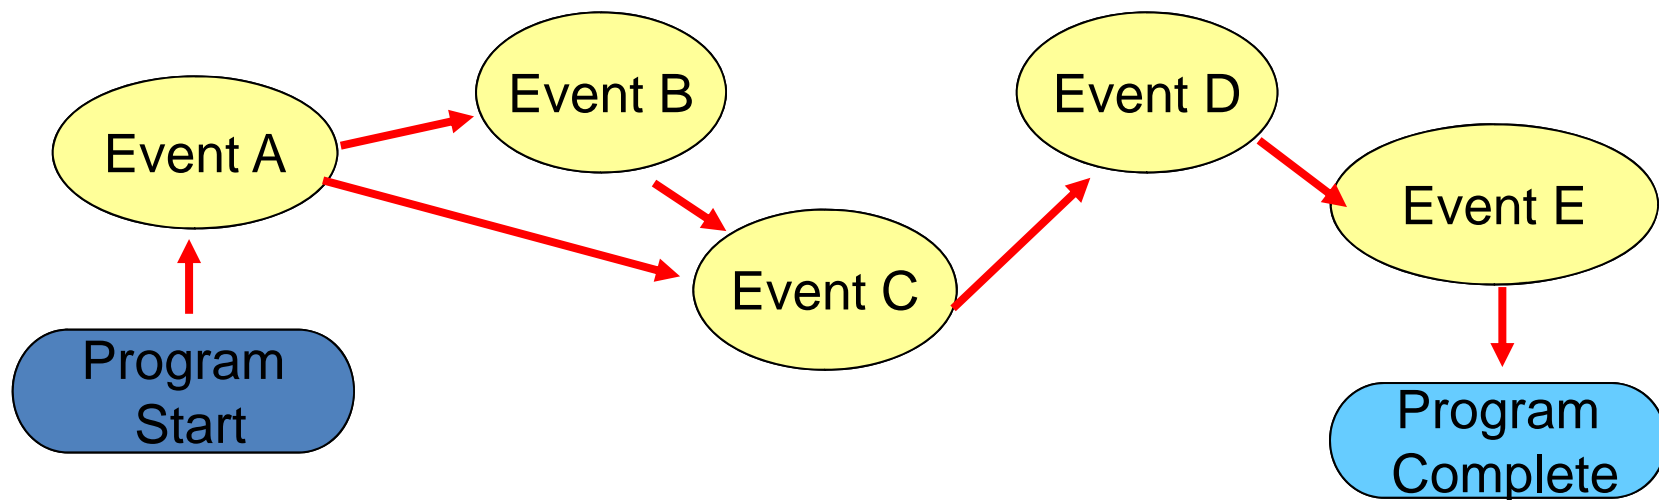 Event A
Event B
Event C
Event D
Event E
Program
Start
Program
Complete